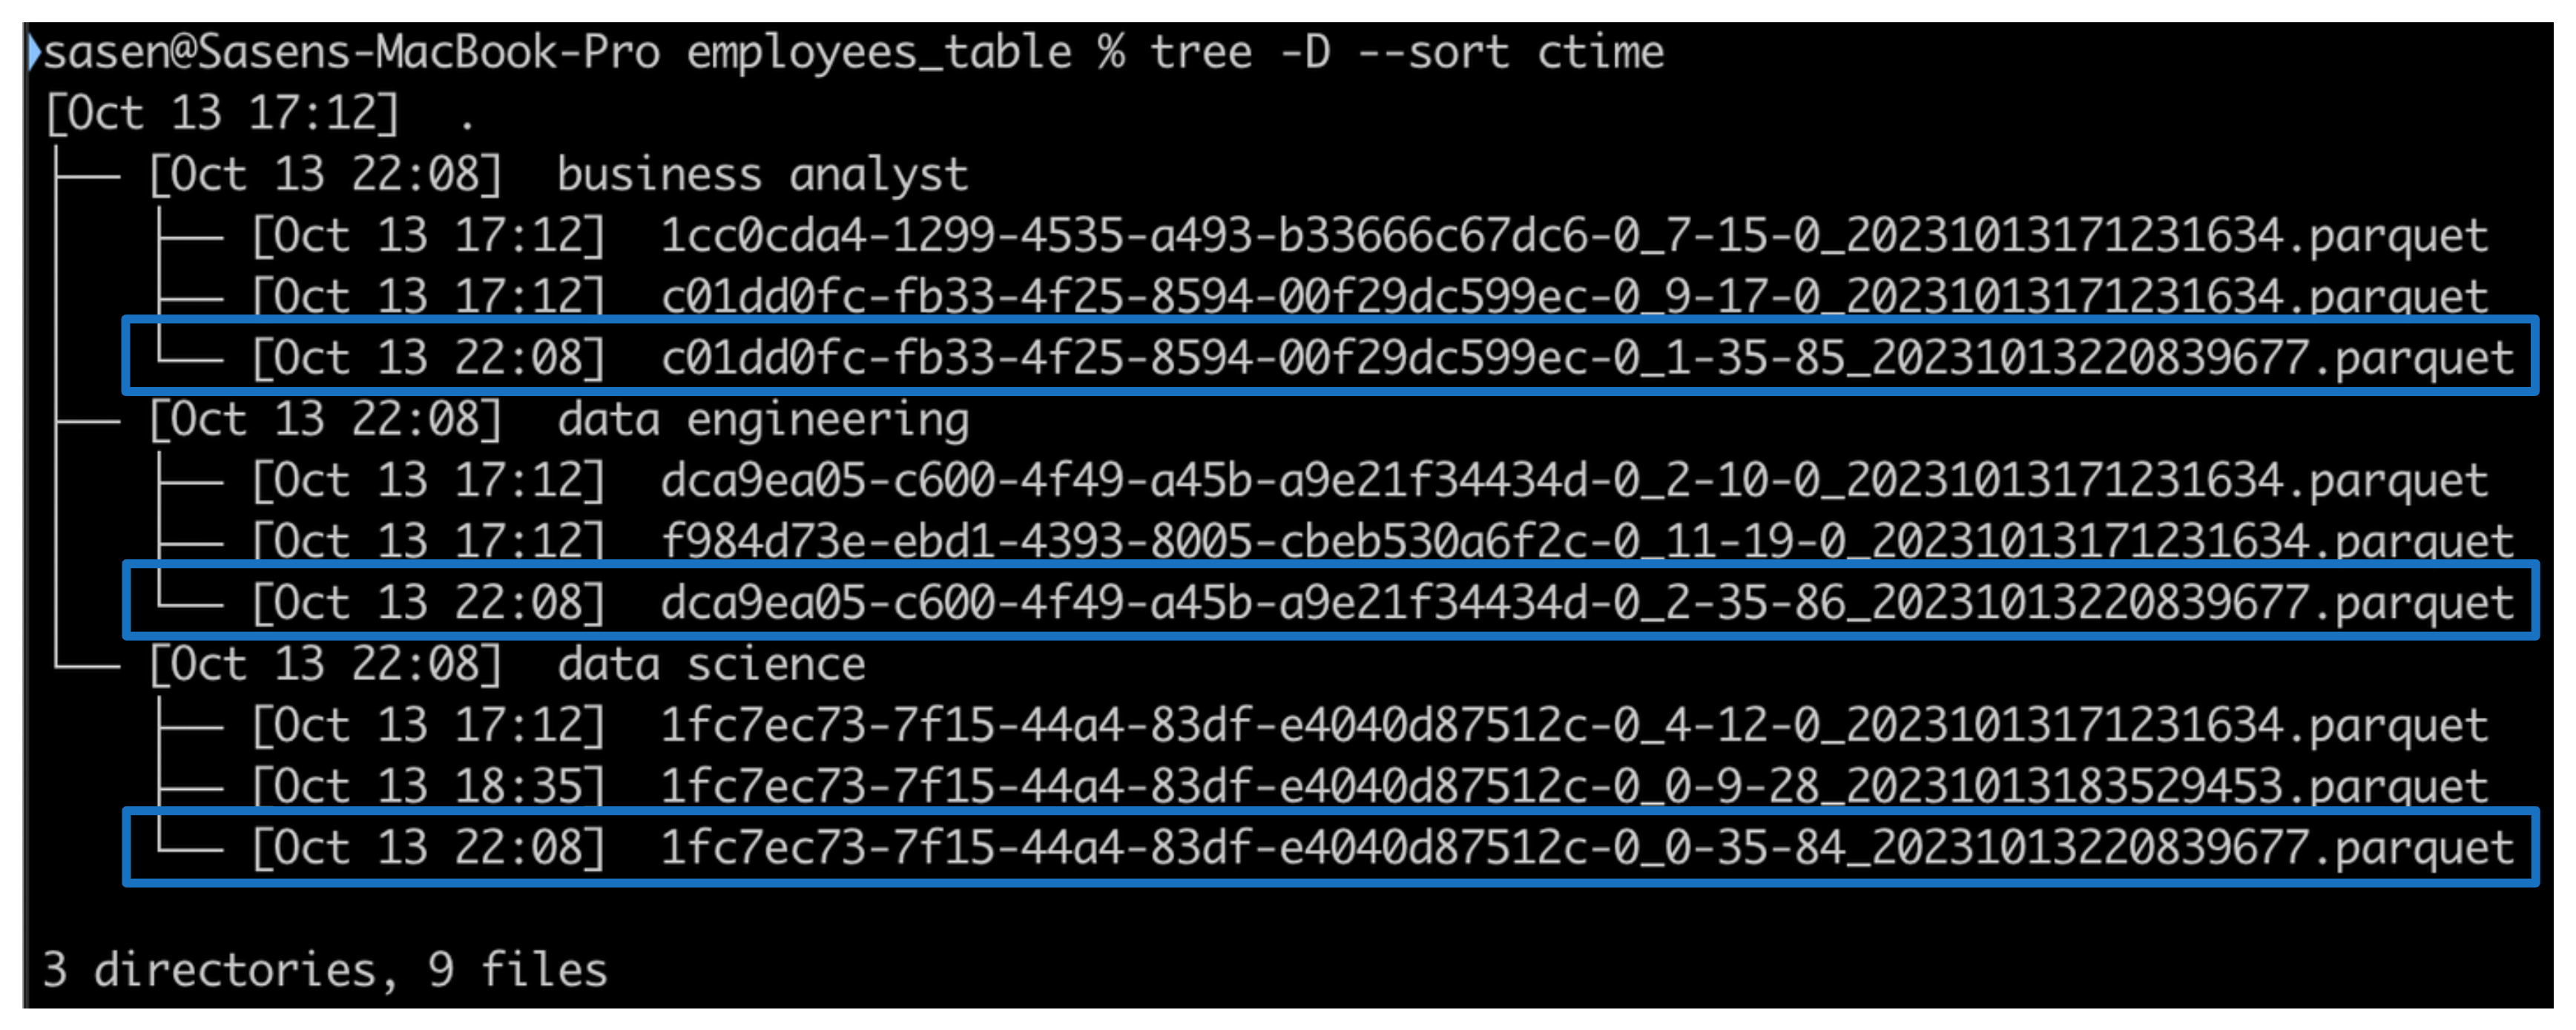 sasen@Sasens-MacBook-Pro employees_table % tree -D --sort ctime
[Oct 13 17:12]  .
├── [Oct 13 22:08]  business analyst
│   ├── [Oct 13 17:12]  1cc0cda4-1299-4535-a493-b33666c67dc6-0_7-15-0_20231013171231634.parquet
│   ├── [Oct 13 17:12]  c01dd0fc-fb33-4f25-8594-00f29dc599ec-0_9-17-0_20231013171231634.parquet
│   └── [Oct 13 22:08]  c01dd0fc-fb33-4f25-8594-00f29dc599ec-0_1-35-85_20231013220839677.parquet
├── [Oct 13 22:08]  data engineering
│   ├── [Oct 13 17:12]  dca9ea05-c600-4f49-a45b-a9e21f34434d-0_2-10-0_20231013171231634.parquet
│   ├── [Oct 13 17:12]  f984d73e-ebd1-4393-8005-cbeb530a6f2c-0_11-19-0_20231013171231634.parquet
│   └── [Oct 13 22:08]  dca9ea05-c600-4f49-a45b-a9e21f34434d-0_2-35-86_20231013220839677.parquet
└── [Oct 13 22:08]  data science
    ├── [Oct 13 17:12]  1fc7ec73-7f15-44a4-83df-e4040d87512c-0_4-12-0_20231013171231634.parquet
    ├── [Oct 13 18:35]  1fc7ec73-7f15-44a4-83df-e4040d87512c-0_0-9-28_20231013183529453.parquet
    └── [Oct 13 22:08]  1fc7ec73-7f15-44a4-83df-e4040d87512c-0_0-35-84_20231013220839677.parquet
3 directories, 9 files